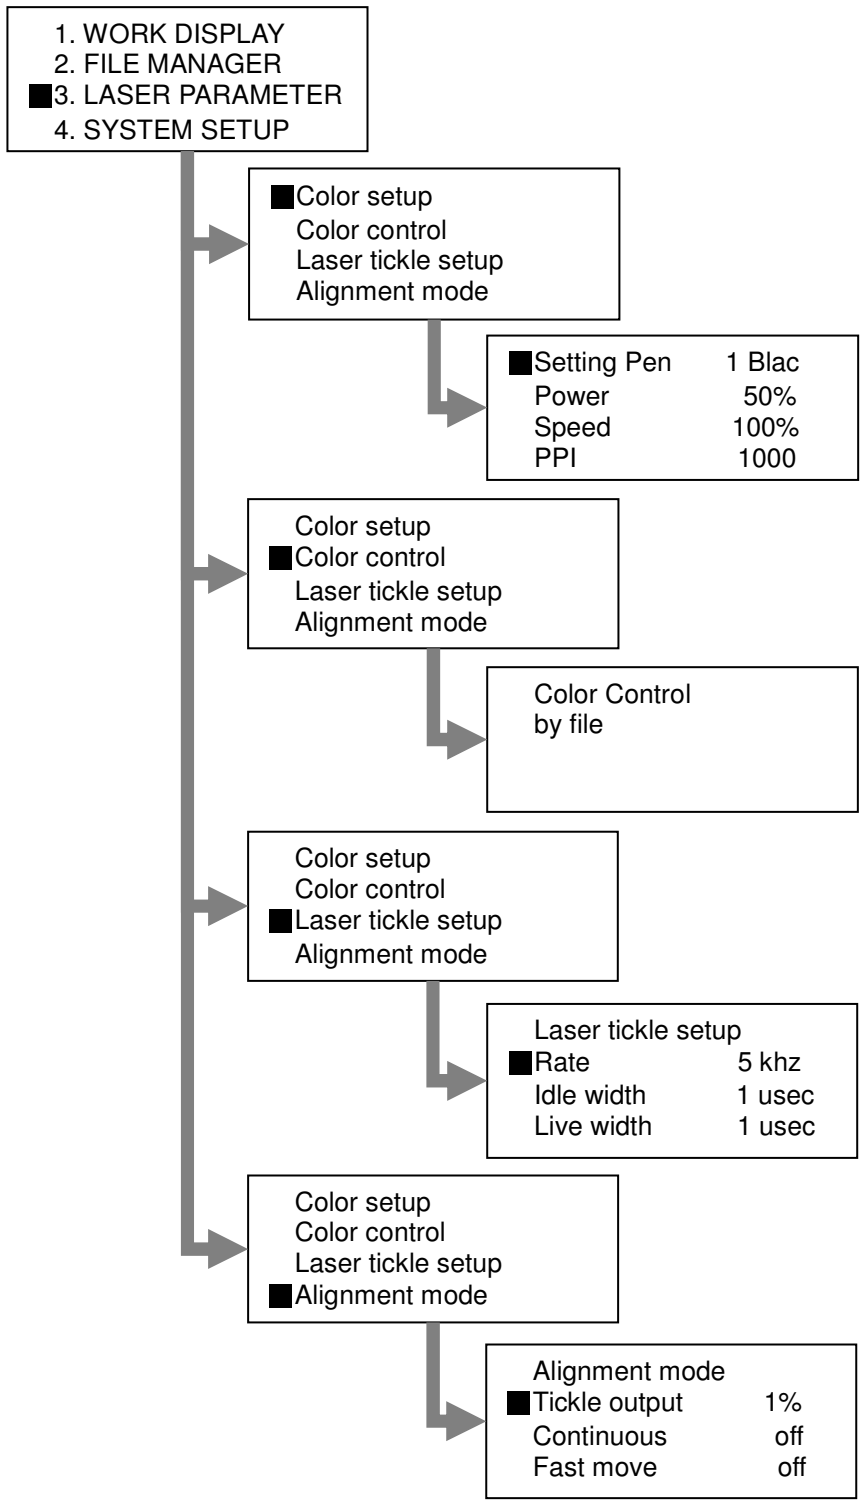 1. WORK DISPLAY
2. FILE MANAGER
3. LASER PARAMETER
4. SYSTEM SETUP
Color setup
Color control
Laser tickle setup
Alignment mode
Setting Pen 1 Blac
Power 50%
Speed 100%
PPI 1000
Color setup
Color control
Laser tickle setup
Alignment mode
Color Control
by file
Color setup
Color control
Laser tickle setup
Alignment mode
Laser tickle setup
Rate 5 khz
Idle width 1 usec
Live width 1 usec
Color setup
Color control
Laser tickle setup
Alignment mode
Alignment mode
Tickle output 1%
Continuous off
Fast move off